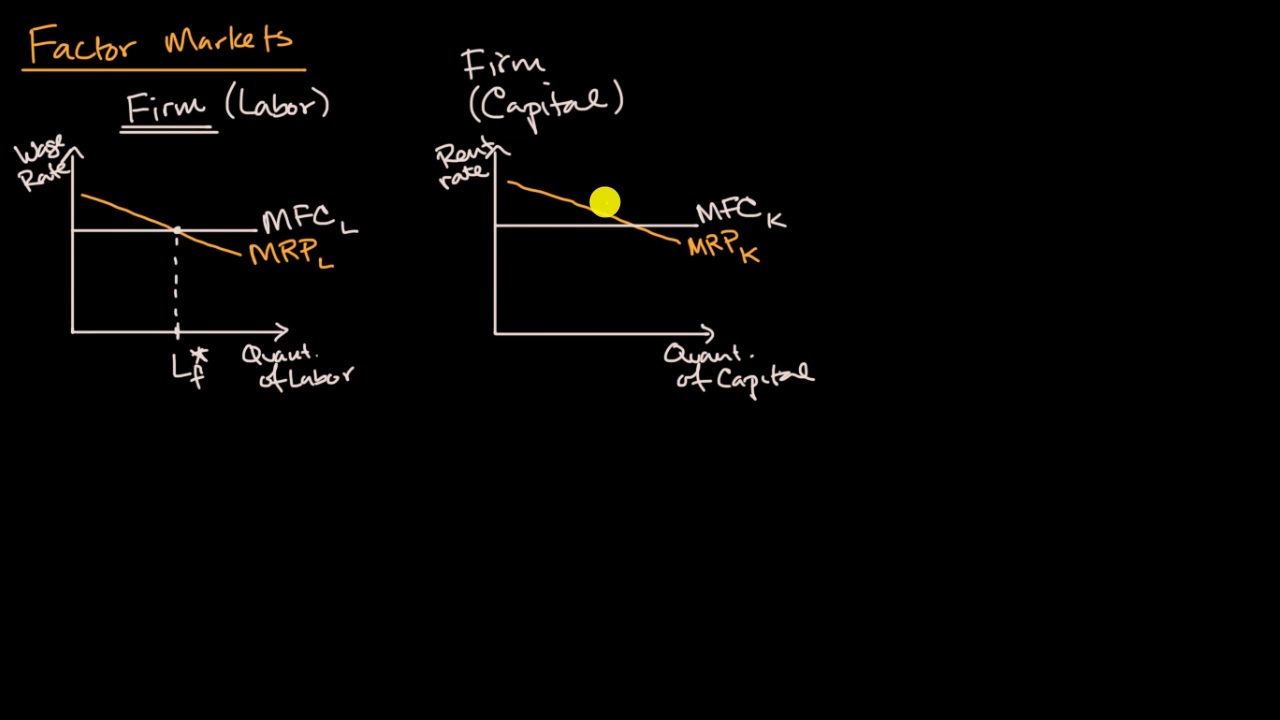 Factor Markets
Firm (Labor)
Wage
Rate
MFC L
MRP L
L*f
Quant.
of Labor
Firm
(Capital)
Rent
rate
MFC K
MRP K
Quant.
of Capital